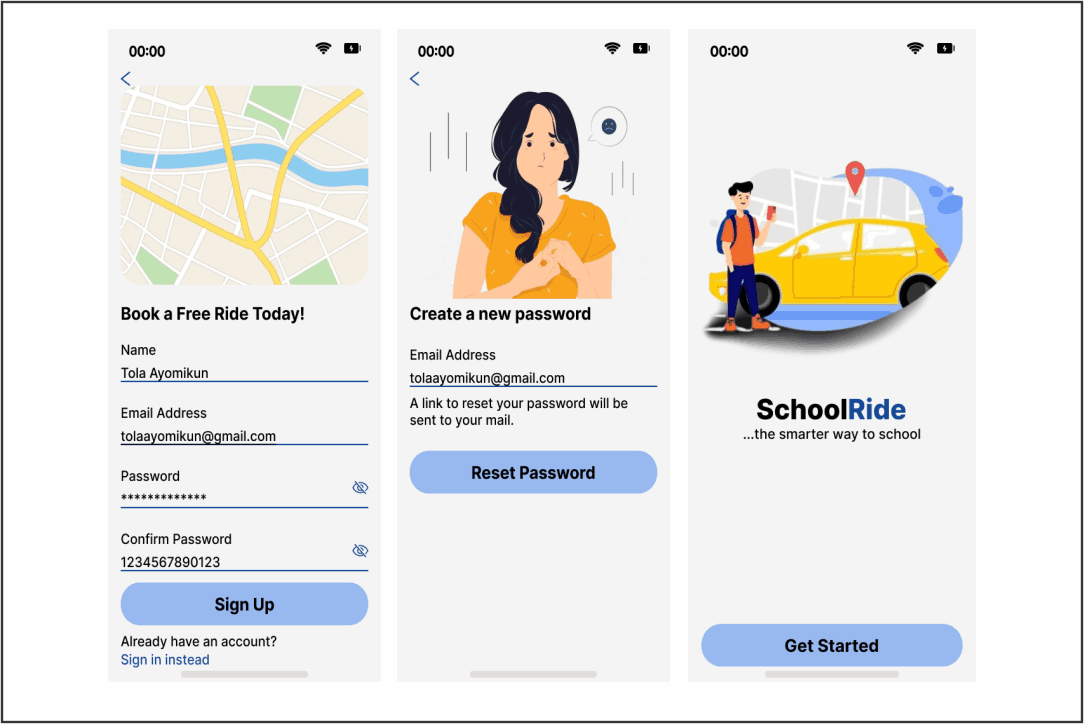 00:00
Book a Free Ride Today!
Name
Tola Ayomikun
Email Address
tolaayomikun@gmail.com
Password
*************
Confirm Password
1234567890123
Sign Up
Already have an account?
Sign in instead
00:00
Create a new password
Email Address
tolaayomikun@gmail.com
A link to reset your password will be
sent to your mail.
Reset Password
00:00
SchoolRide
...the smarter way to school
Get Started